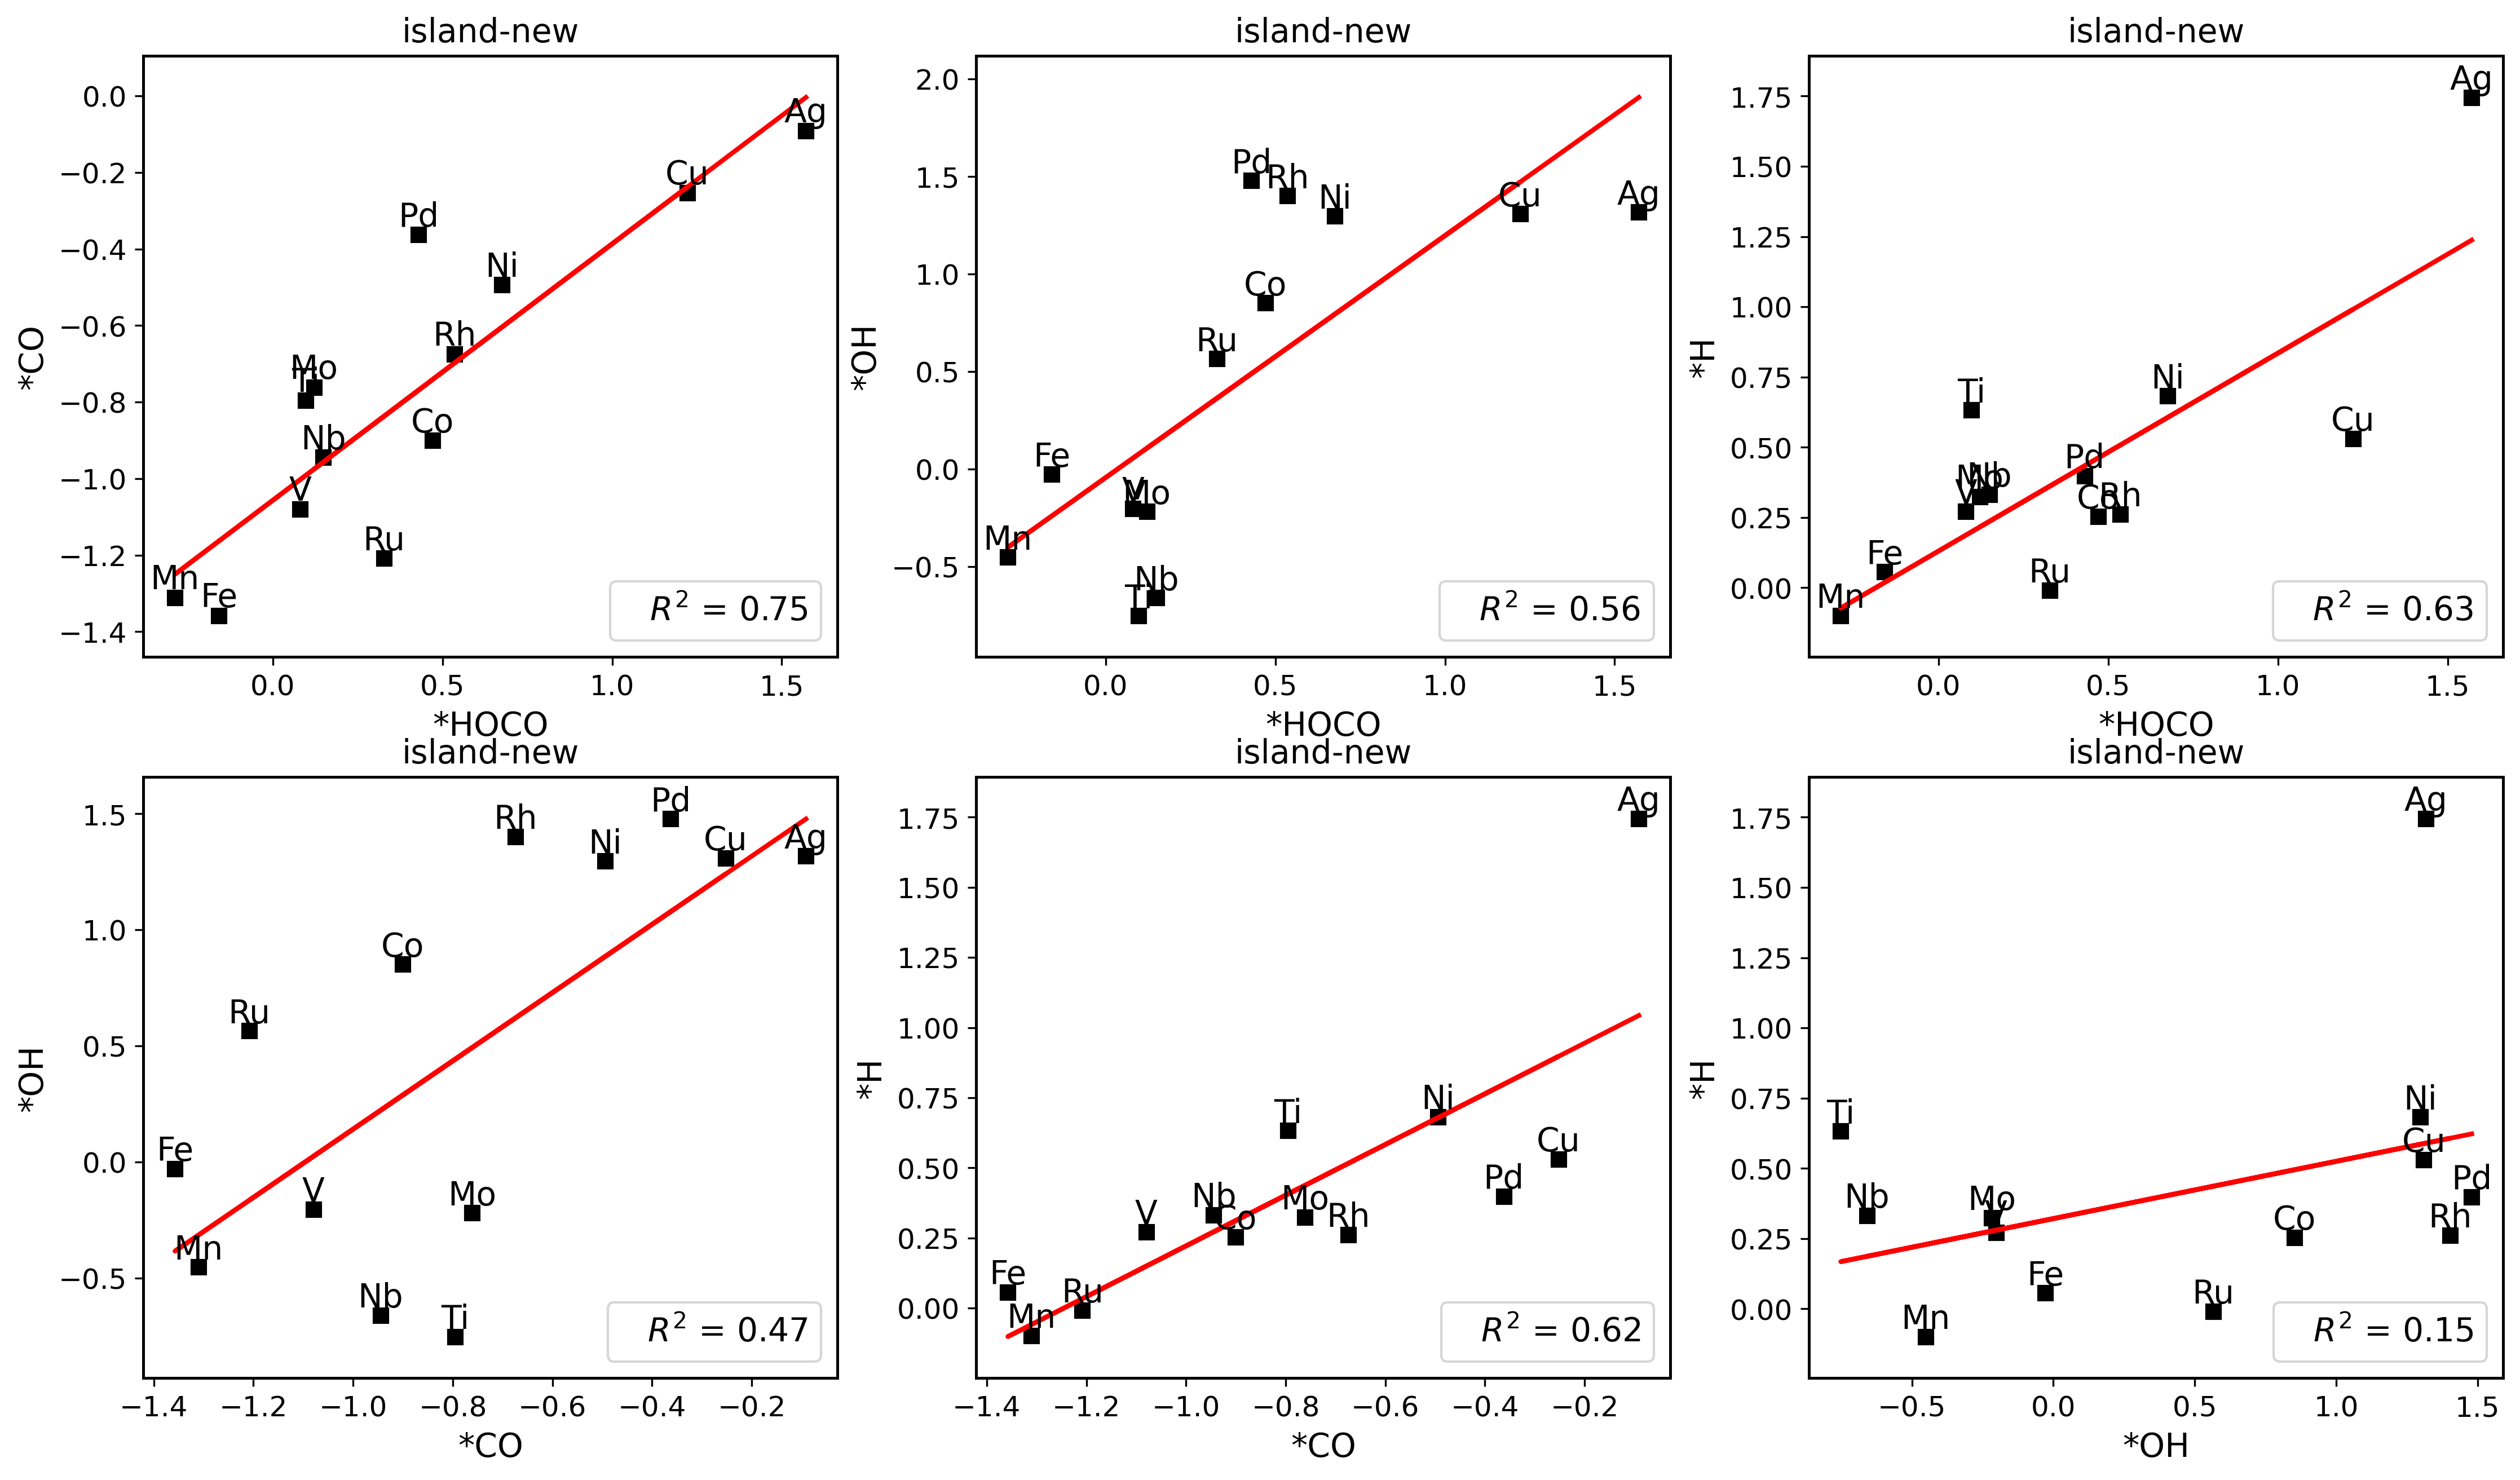 island-new
0.0
−0.2
−0.4
−0.6
−0.8
−1.0
−1.2
−1.4
*CO
Ag
Cu
Pd
Ni
Rh
Mo
Ti
Co
Nb
V
Ru
Mn
Fe
R² = 0.75
0.0 0.5 1.0 1.5
*HOCO
island-new
2.0
1.5
1.0
0.5
0.0
−0.5
*OH
Pd
Rh
Ni
Cu
Ag
Co
Ru
Fe
V
Mo
Mn
Nb
Ti
R² = 0.56
0.0 0.5 1.0 1.5
*HOCO
island-new
1.75
1.50
1.25
1.00
0.75
0.50
0.25
0.00
*H
Ag
Ni
Ti
Cu
Pd
Nb
Mo
V
Co
Rh
Fe
Ru
Mn
R² = 0.63
0.0 0.5 1.0 1.5
*HOCO
island-new
1.5
1.0
0.5
0.0
−0.5
*OH
Pd
Rh
Ni
Cu
Ag
Co
Ru
Fe
V
Mo
Mn
Nb
Ti
R² = 0.47
−1.4 −1.2 −1.0 −0.8 −0.6 −0.4 −0.2
*CO
island-new
1.75
1.50
1.25
1.00
0.75
0.50
0.25
0.00
*H
Ag
Ti
Ni
Cu
Pd
V
Nb
Co
Mo
Rh
Fe
Mn
Ru
R² = 0.62
−1.4 −1.2 −1.0 −0.8 −0.6 −0.4 −0.2
*CO
island-new
1.75
1.50
1.25
1.00
0.75
0.50
0.25
0.00
*H
Ag
Ti
Ni
Cu
Pd
Nb
Mo
V
Co
Rh
Fe
Ru
Mn
R² = 0.15
−0.5 0.0 0.5 1.0 1.5
*OH